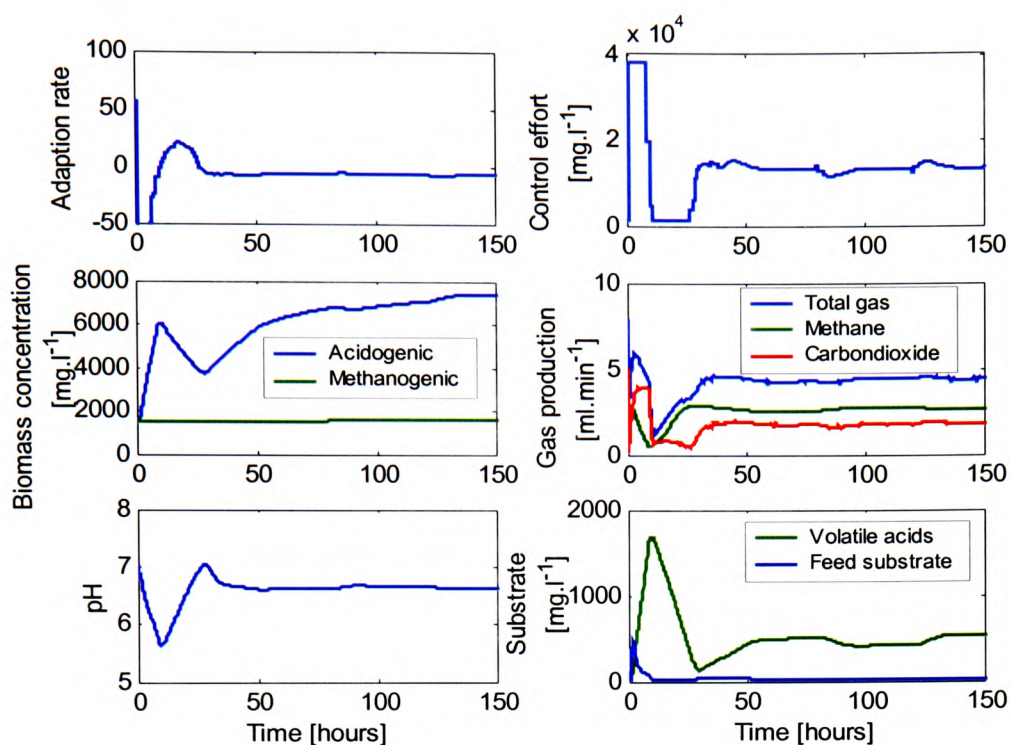 Adaption rate
100
50
0
-50
0 50 100 150
Control effort
[mg.l-1]
x 10^4
4
2
0
0 50 100 150
Biomass concentration
[mg.l-1]
8000
6000
4000
2000
0
Acidogenic
Methanogenic
0 50 100 150
Gas production
[ml.min-1]
10
5
0
Total gas
Methane
Carbondioxide
0 50 100 150
pH
8
7
6
5
0 50 100 150
Time [hours]
Substrate
[mg.l-1]
2000
1000
0
Volatile acids
Feed substrate
0 50 100 150
Time [hours]